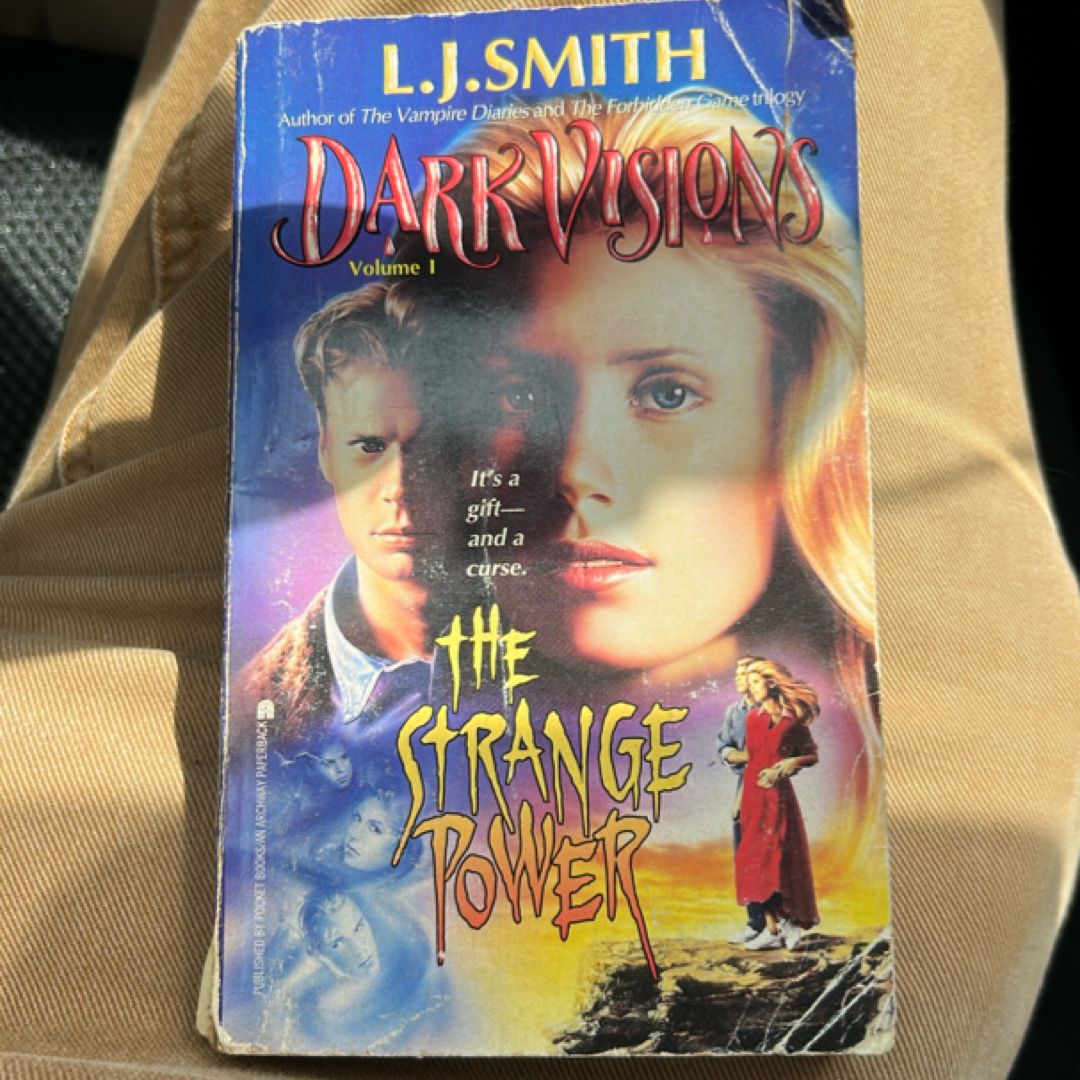 L.J.SMITH
Author of The Vampire Diaries and The Forbidden Game trilogy
DARK VISIONS
Volume I
It's a
gift—
and a
curse.
THE
STRANGE
POWER
PUBLISHED BY POCKET BOOKS/AN ARCHWAY PAPERBACK